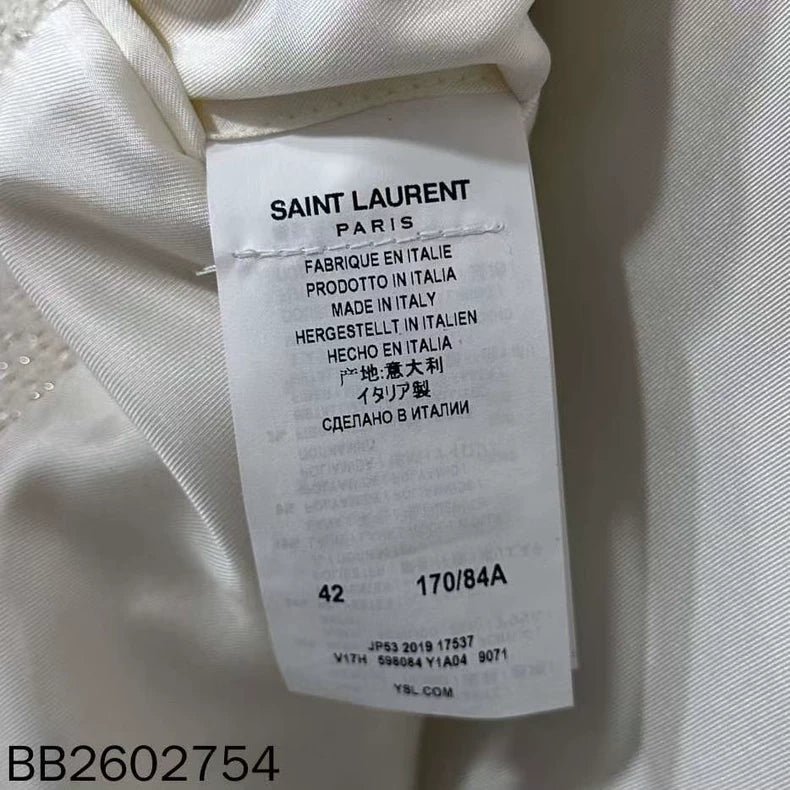 SAINT LAURENT
PARIS
FABRIQUE EN ITALIE
PRODOTTO IN ITALIA
MADE IN ITALY
HERGESTELLT IN ITALIEN
HECHO EN ITALIA
产地:意大利
イタリア製
СДЕЛАНО В ИТАЛИИ
42 170/84A
JP53 2019 17537
V17H 598084 Y1A04 9071
YSL.COM
BB2602754